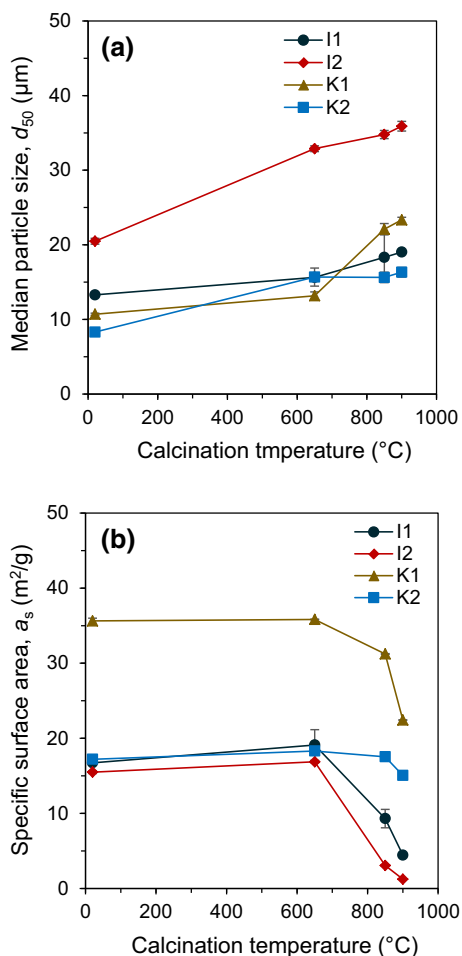 (a)
I1
I2
K1
K2
Median particle size, d50 (µm)
50
40
30
20
10
0
0 200 400 600 800 1000
Calcination tmperature (°C)
(b)
I1
I2
K1
K2
Specific surface area, as (m2/g)
50
40
30
20
10
0
0 200 400 600 800 1000
Calcination temperature (°C)